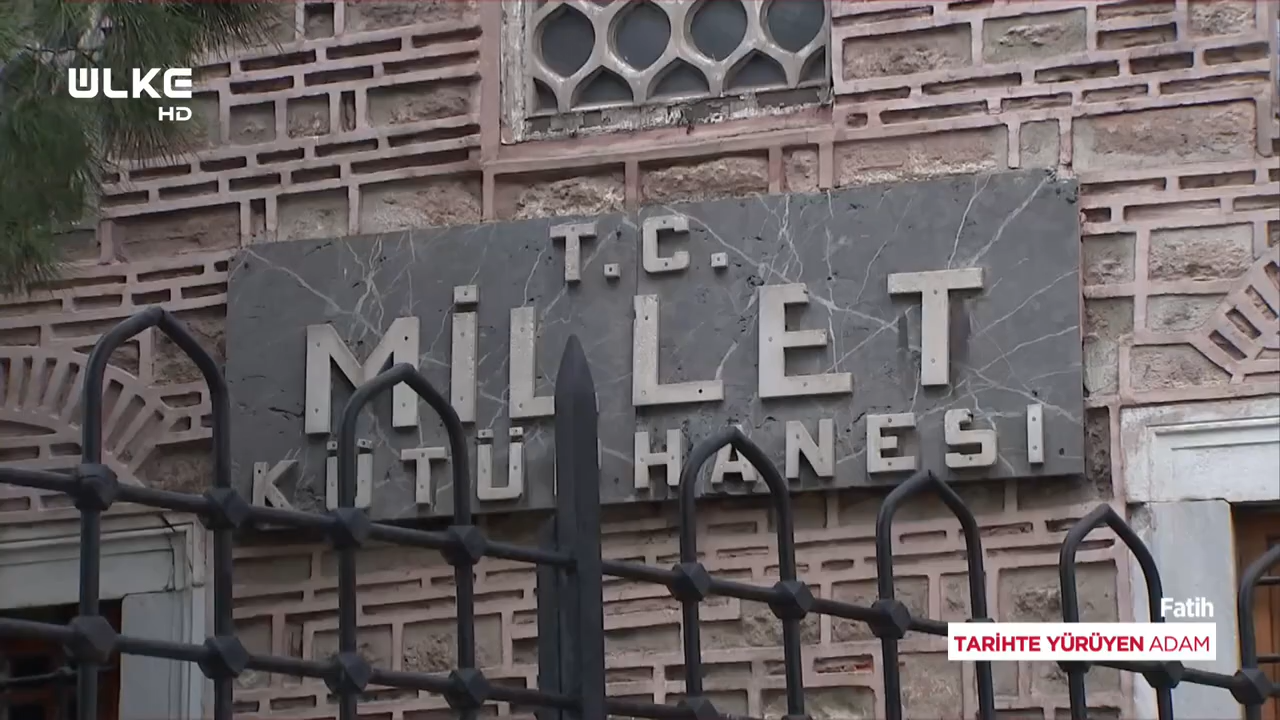 ÜLKE
HD
T.C.
MİLLET
KÜTÜPHANESİ
Fatih
TARİHTE YÜRÜYEN ADAM